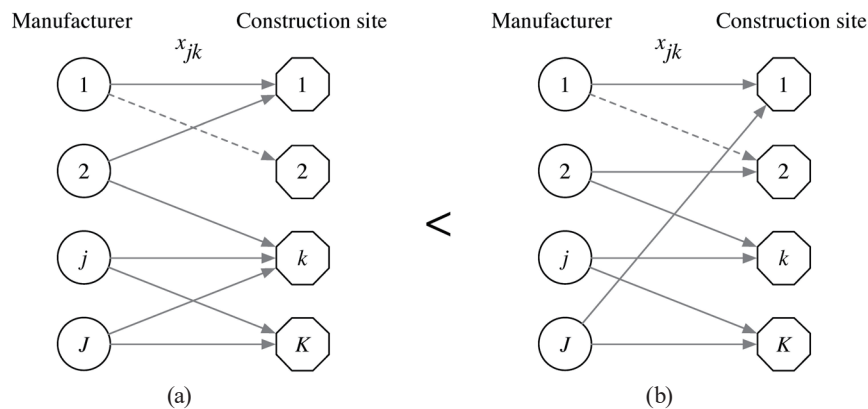 Manufacturer Construction site Manufacturer Construction site
x_jk x_jk
1 1 1 1
2 2 2 2
< 
j k j k
J K J K
(a) (b)